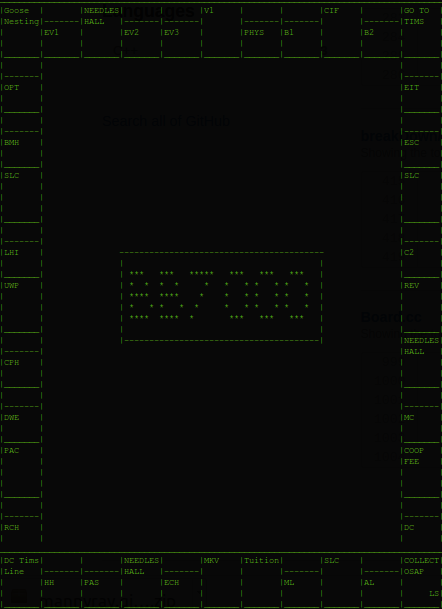 Goose NEEDLES V1 CIF GO TO
Nesting HALL TIMS
EV1 EV2 EV3 PHYS B1 B2
OPT EIT
BMH ESC
SLC SLC
LHI C2
UWP REV
BB7000
NEEDLES
HALL
CPH
DWE MC
PAC COOP
FEE
RCH DC
DC Tims NEEDLES MKV Tuition SLC COLLECT
Line HALL OSAP
HH PAS ECH ML AL
LS